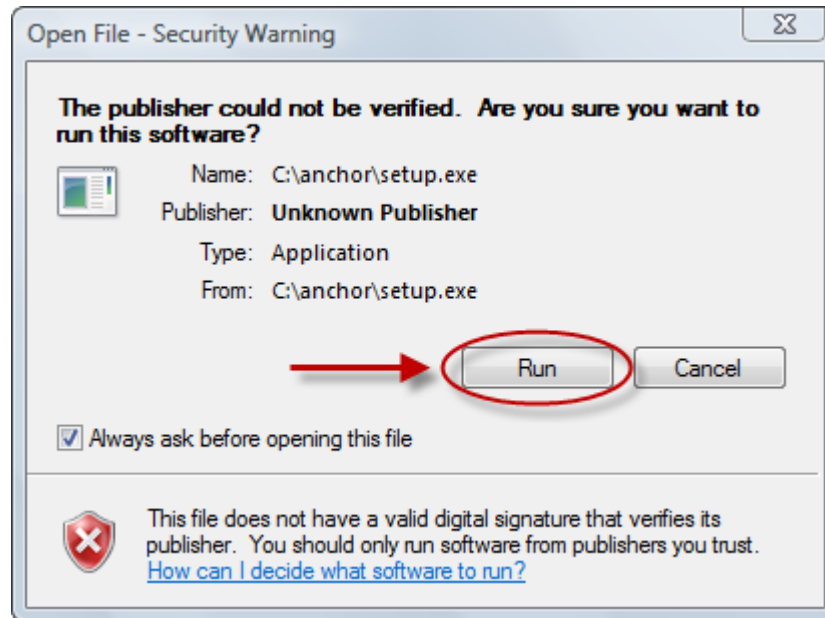 Open File - Security Warning
The publisher could not be verified.  Are you sure you want to
run this software?
Name: C:\anchor\setup.exe
Publisher: Unknown Publisher
Type: Application
From: C:\anchor\setup.exe
Run Cancel
Always ask before opening this file
This file does not have a valid digital signature that verifies its
publisher.  You should only run software from publishers you trust.
How can I decide what software to run?